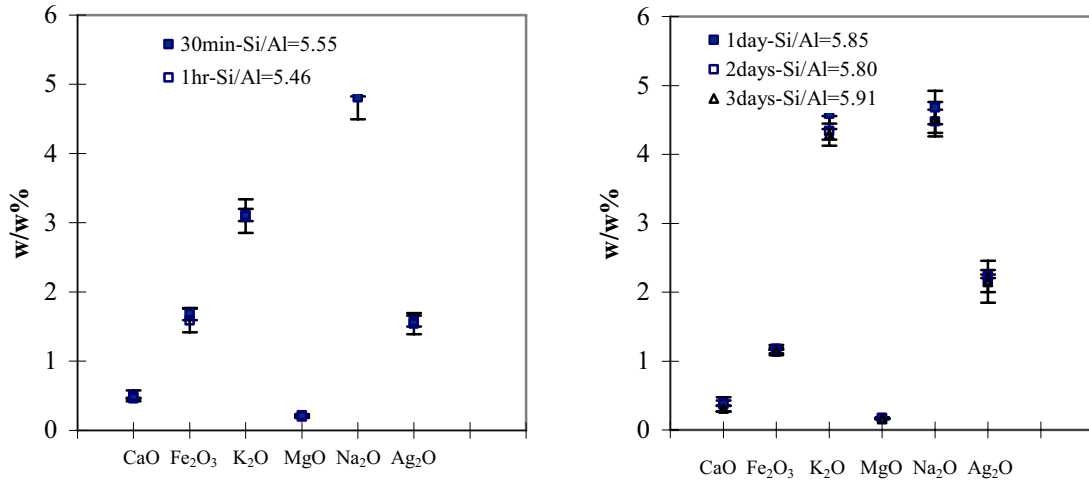 6
5
4
3
2
1
0
w/w%
30min-Si/Al=5.55
1hr-Si/Al=5.46
CaO Fe₂O₃ K₂O MgO Na₂O Ag₂O
6
5
4
3
2
1
0
w/w%
1day-Si/Al=5.85
2days-Si/Al=5.80
3days-Si/Al=5.91
CaO Fe₂O₃ K₂O MgO Na₂O Ag₂O